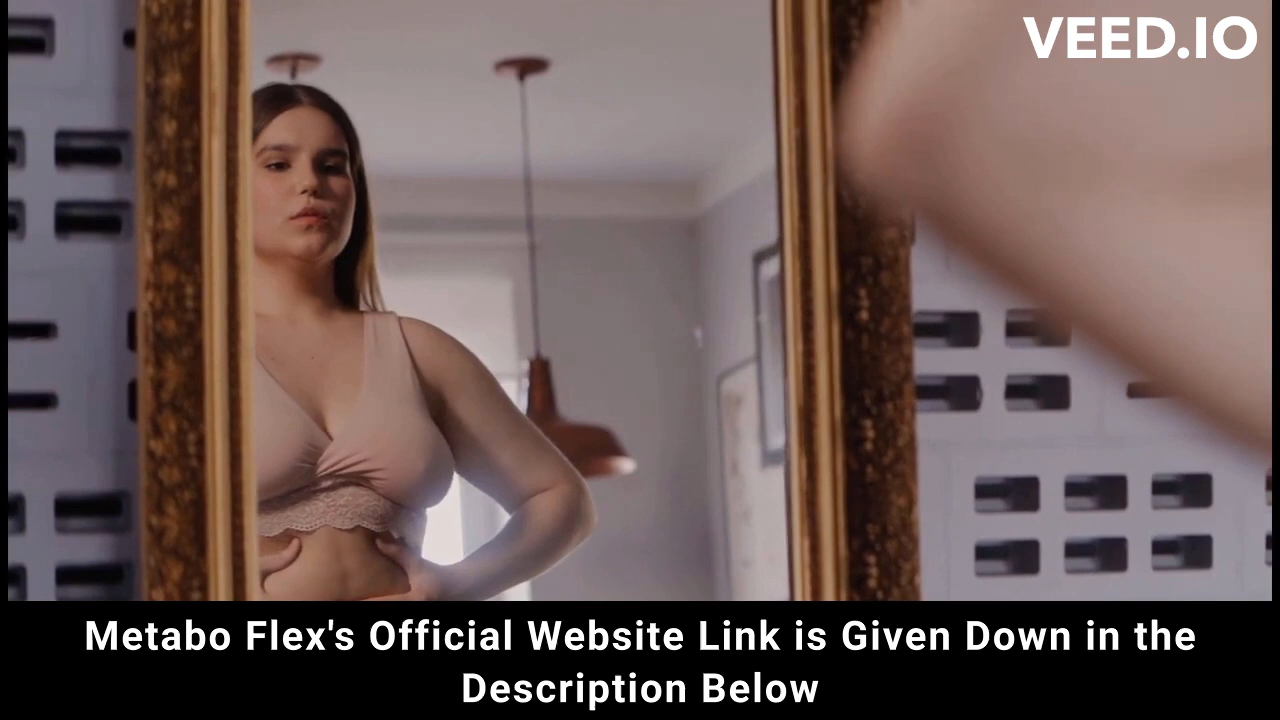 VEED.IO
Metabo Flex's Official Website Link is Given Down in the
Description Below